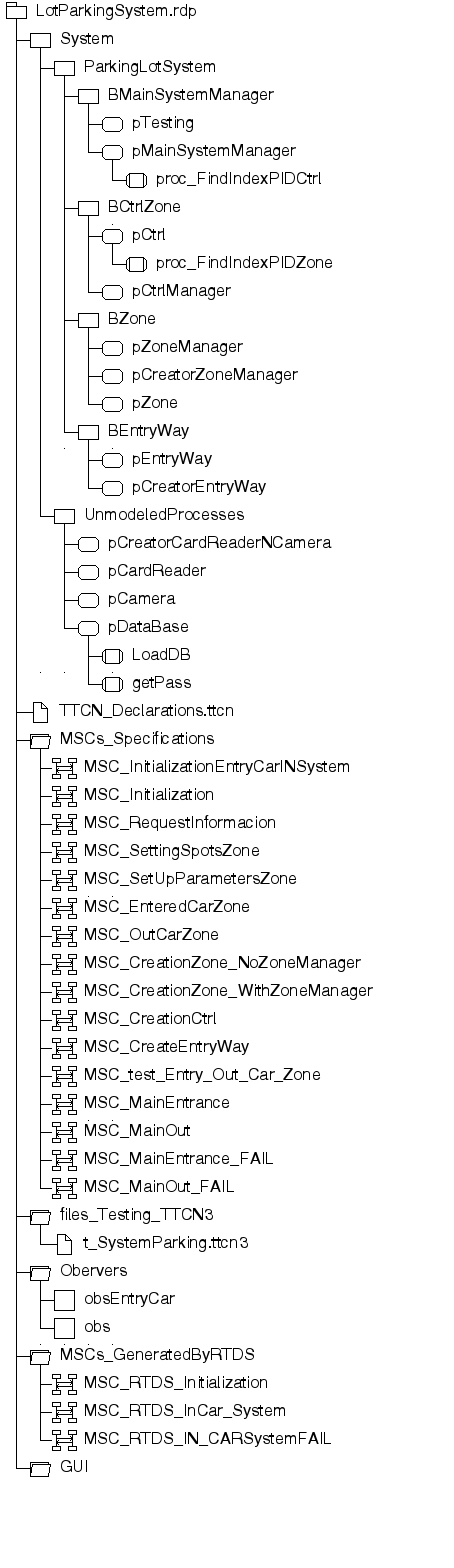 LotParkingSystem.rdp
System
ParkingLotSystem
BMainSystemManager
pTesting
pMainSystemManager
proc_FindIndexPIDCtrl
BCtrlZone
pCtrl
proc_FindIndexPIDZone
pCtrlManager
BZone
pZoneManager
pCreatorZoneManager
pZone
BEntryWay
pEntryWay
pCreatorEntryWay
UnmodeledProcesses
pCreatorCardReaderNCamera
pCardReader
pCamera
pDataBase
LoadDB
getPass
TTCN_Declarations.ttcn
MSCs_Specifications
MSC_InitializationEntryCarINSystem
MSC_Initialization
MSC_RequestInformacion
MSC_SettingSpotsZone
MSC_SetUpParametersZone
MSC_EnteredCarZone
MSC_OutCarZone
MSC_CreationZone_NoZoneManager
MSC_CreationZone_WithZoneManager
MSC_CreationCtrl
MSC_CreateEntryWay
MSC_test_Entry_Out_Car_Zone
MSC_MainEntrance
MSC_MainOut
MSC_MainEntrance_FAIL
MSC_MainOut_FAIL
files_Testing_TTCN3
t_SystemParking.ttcn3
Obervers
obsEntryCar
obs
MSCs_GeneratedByRTDS
MSC_RTDS_Initialization
MSC_RTDS_InCar_System
MSC_RTDS_IN_CARSystemFAIL
GUI